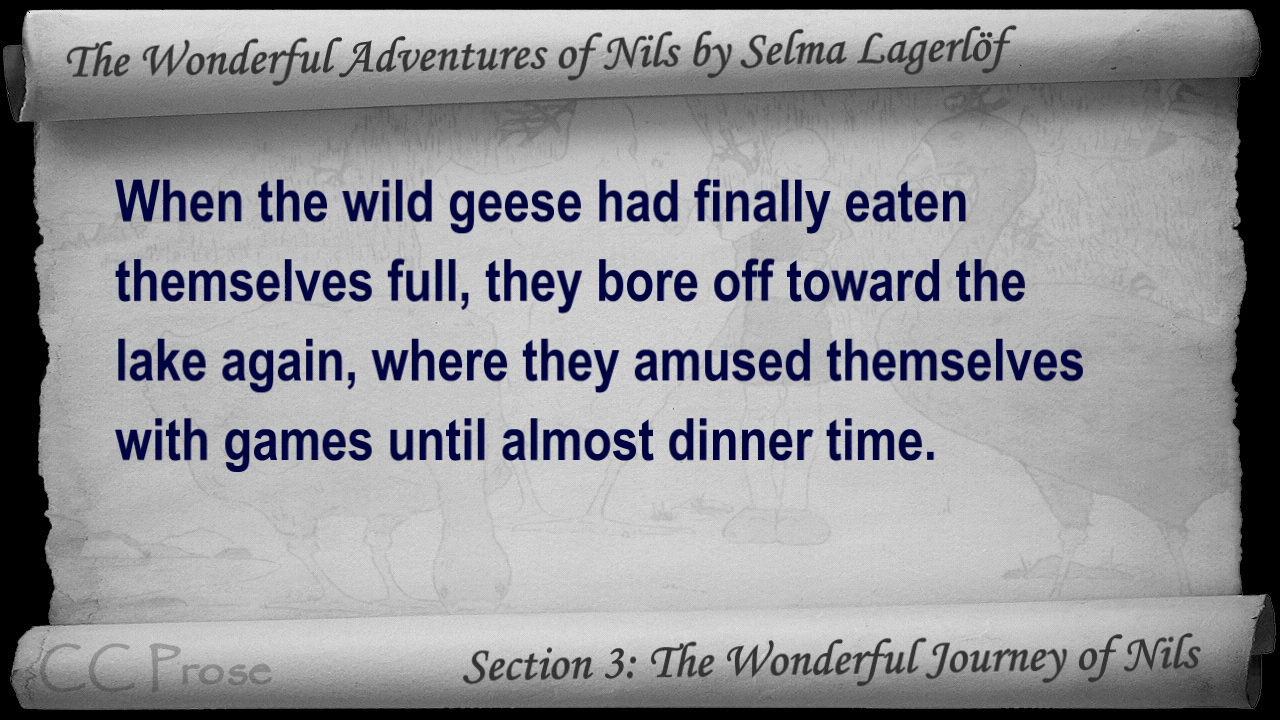 The Wonderful Adventures of Nils by Selma Lagerlöf
When the wild geese had finally eaten
themselves full, they bore off toward the
lake again, where they amused themselves
with games until almost dinner time.
CC Prose
Section 3: The Wonderful Journey of Nils